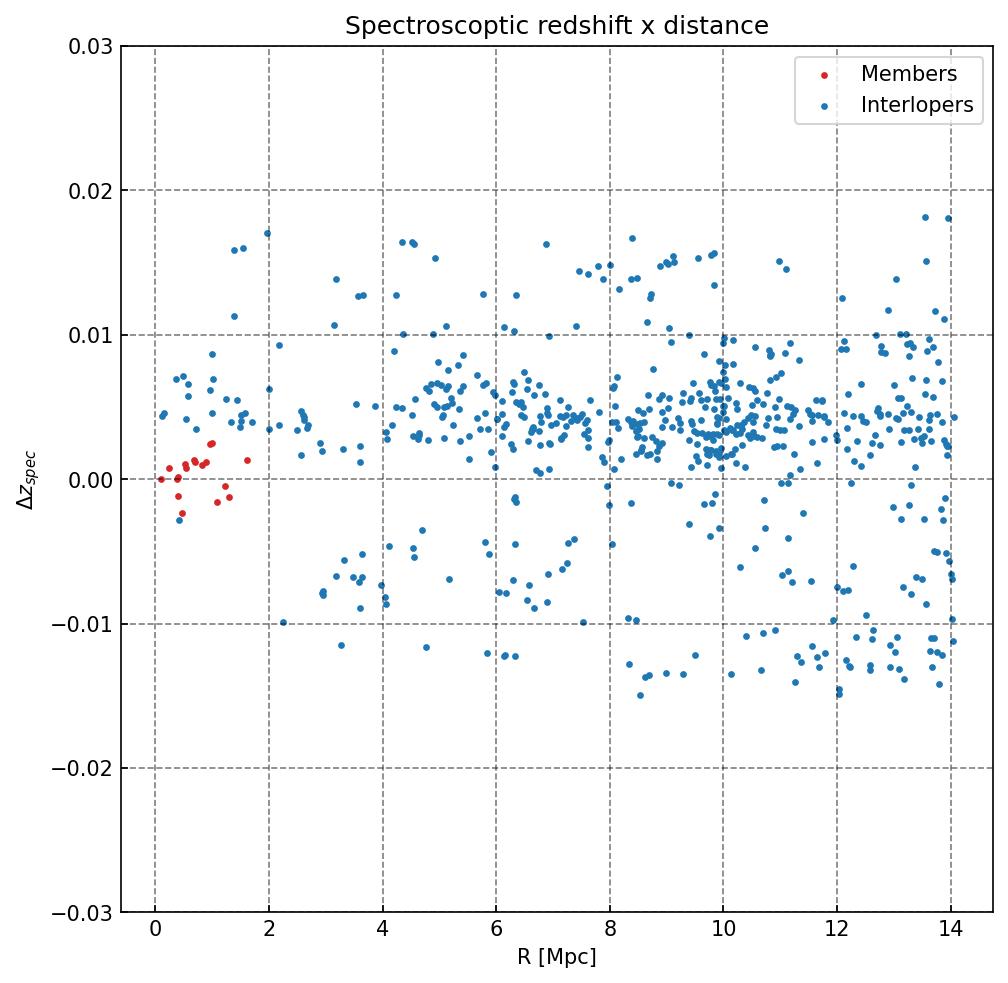 Spectroscoptic redshift x distance
Members
Interlopers
0.03
0.02
0.01
0.00
−0.01
−0.02
−0.03
Δz_spec
0 2 4 6 8 10 12 14
R [Mpc]